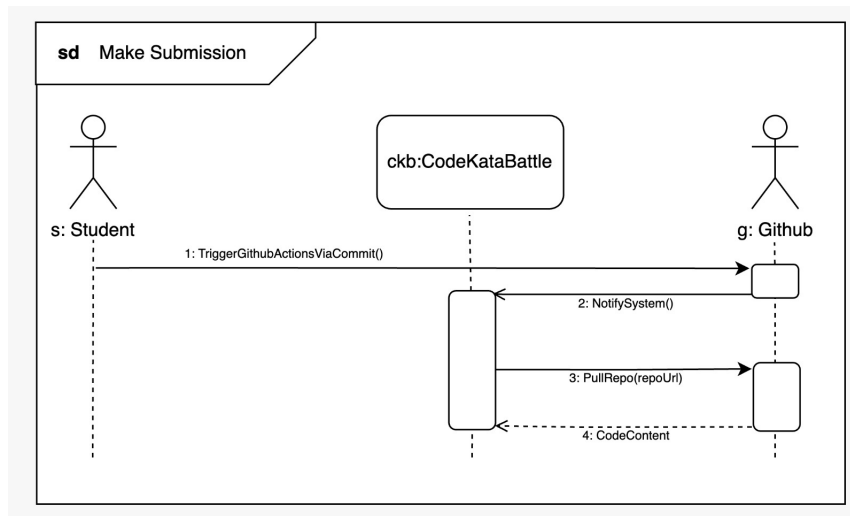 sd Make Submission
ckb:CodeKataBattle
s: Student
g: Github
1: TriggerGithubActionsViaCommit()
2: NotifySystem()
3: PullRepo(repoUrl)
4: CodeContent